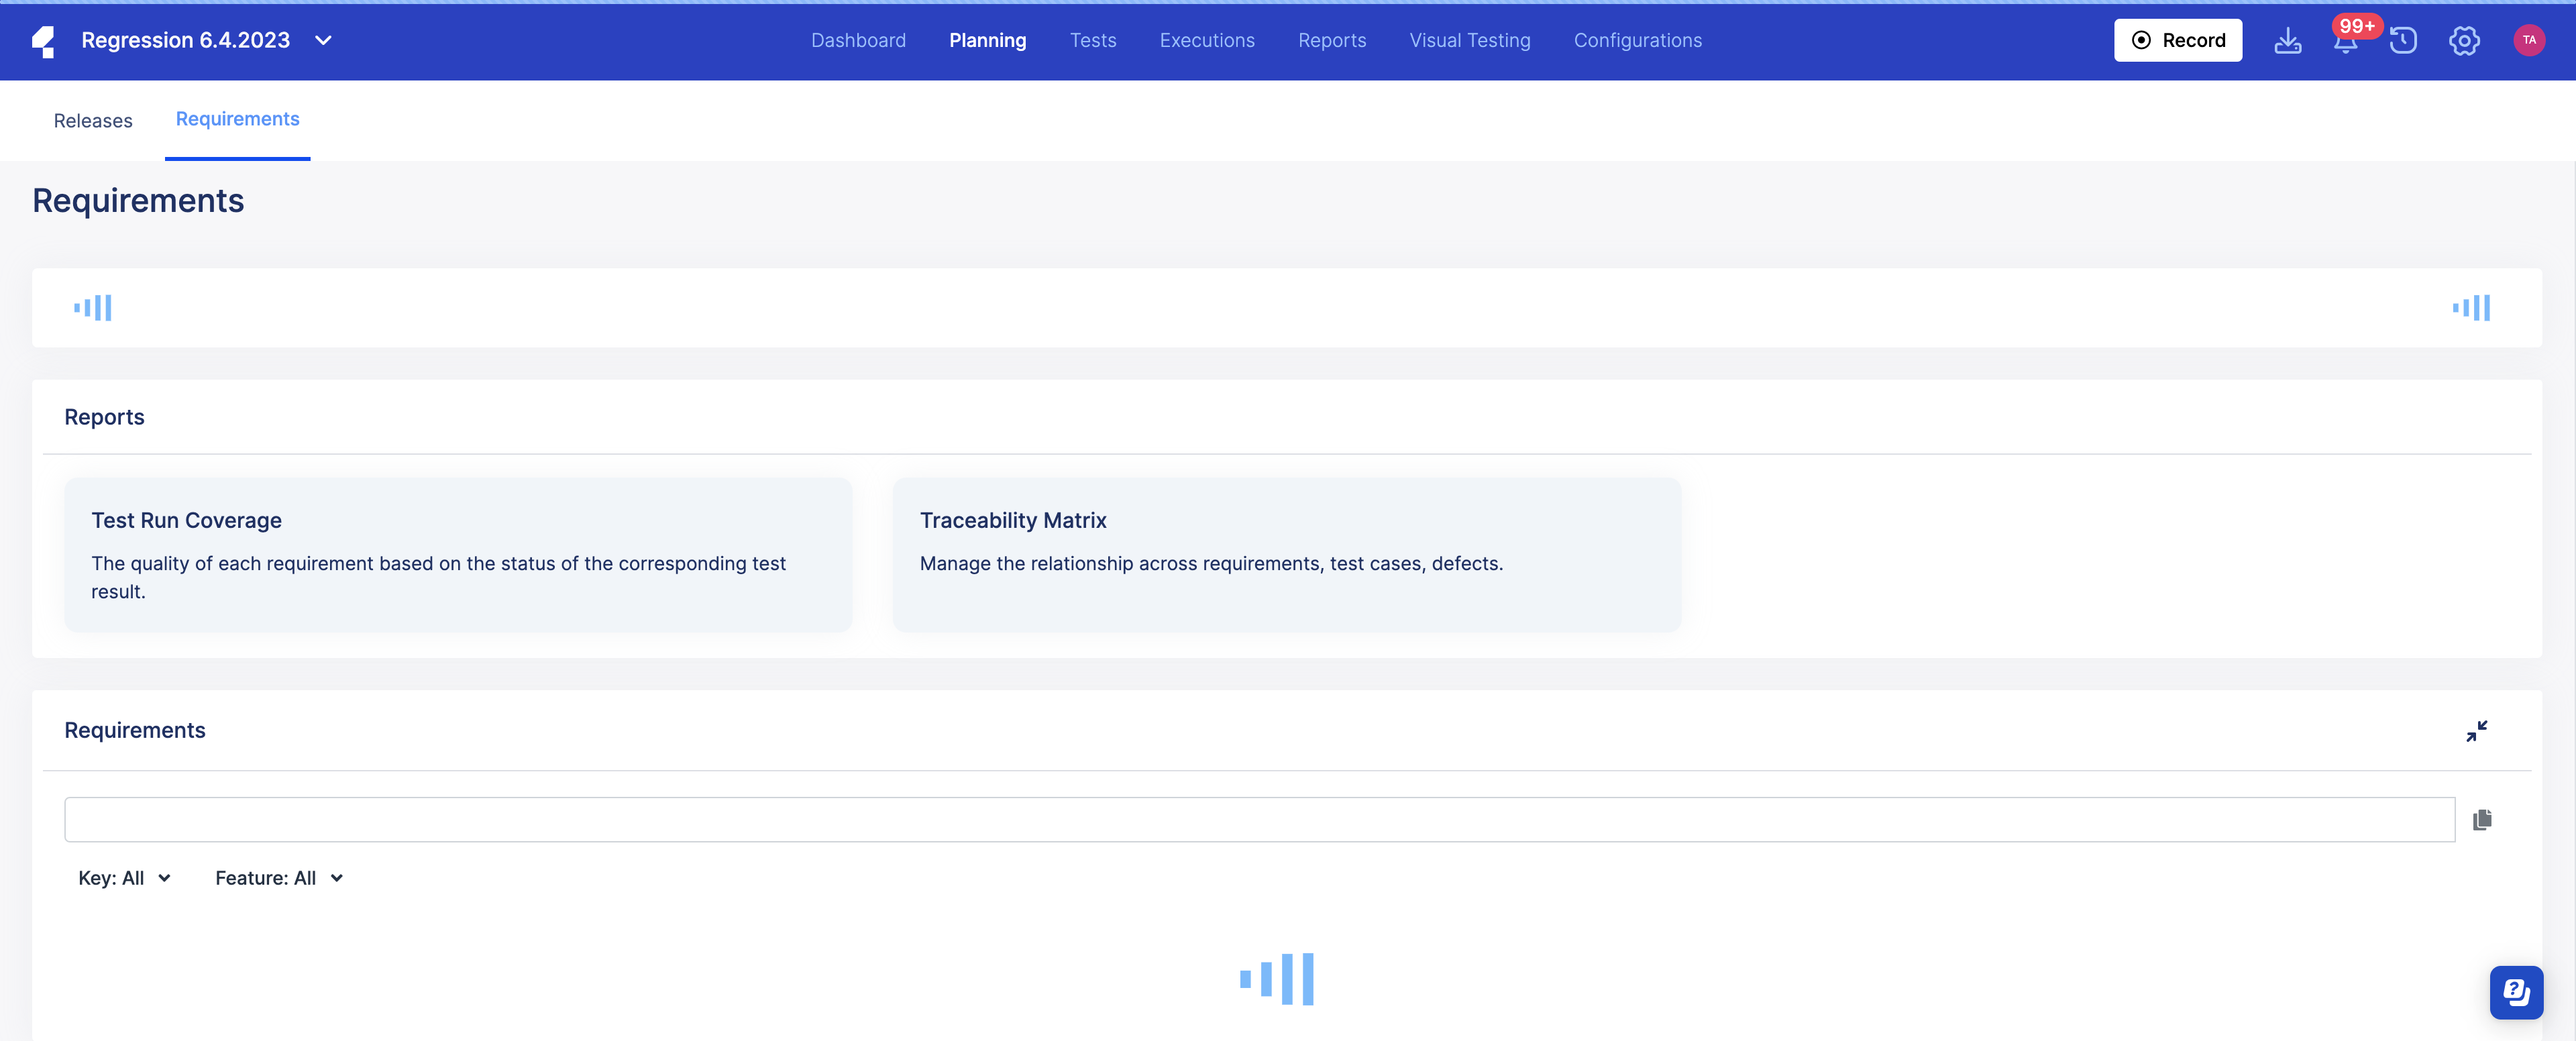 Regression 6.4.2023
Dashboard
Planning
Tests
Executions
Reports
Visual Testing
Configurations
Record
99+
TA
Releases
Requirements
Requirements
Reports
Test Run Coverage
The quality of each requirement based on the status of the corresponding test
result.
Traceability Matrix
Manage the relationship across requirements, test cases, defects.
Requirements
Key: All
Feature: All
?